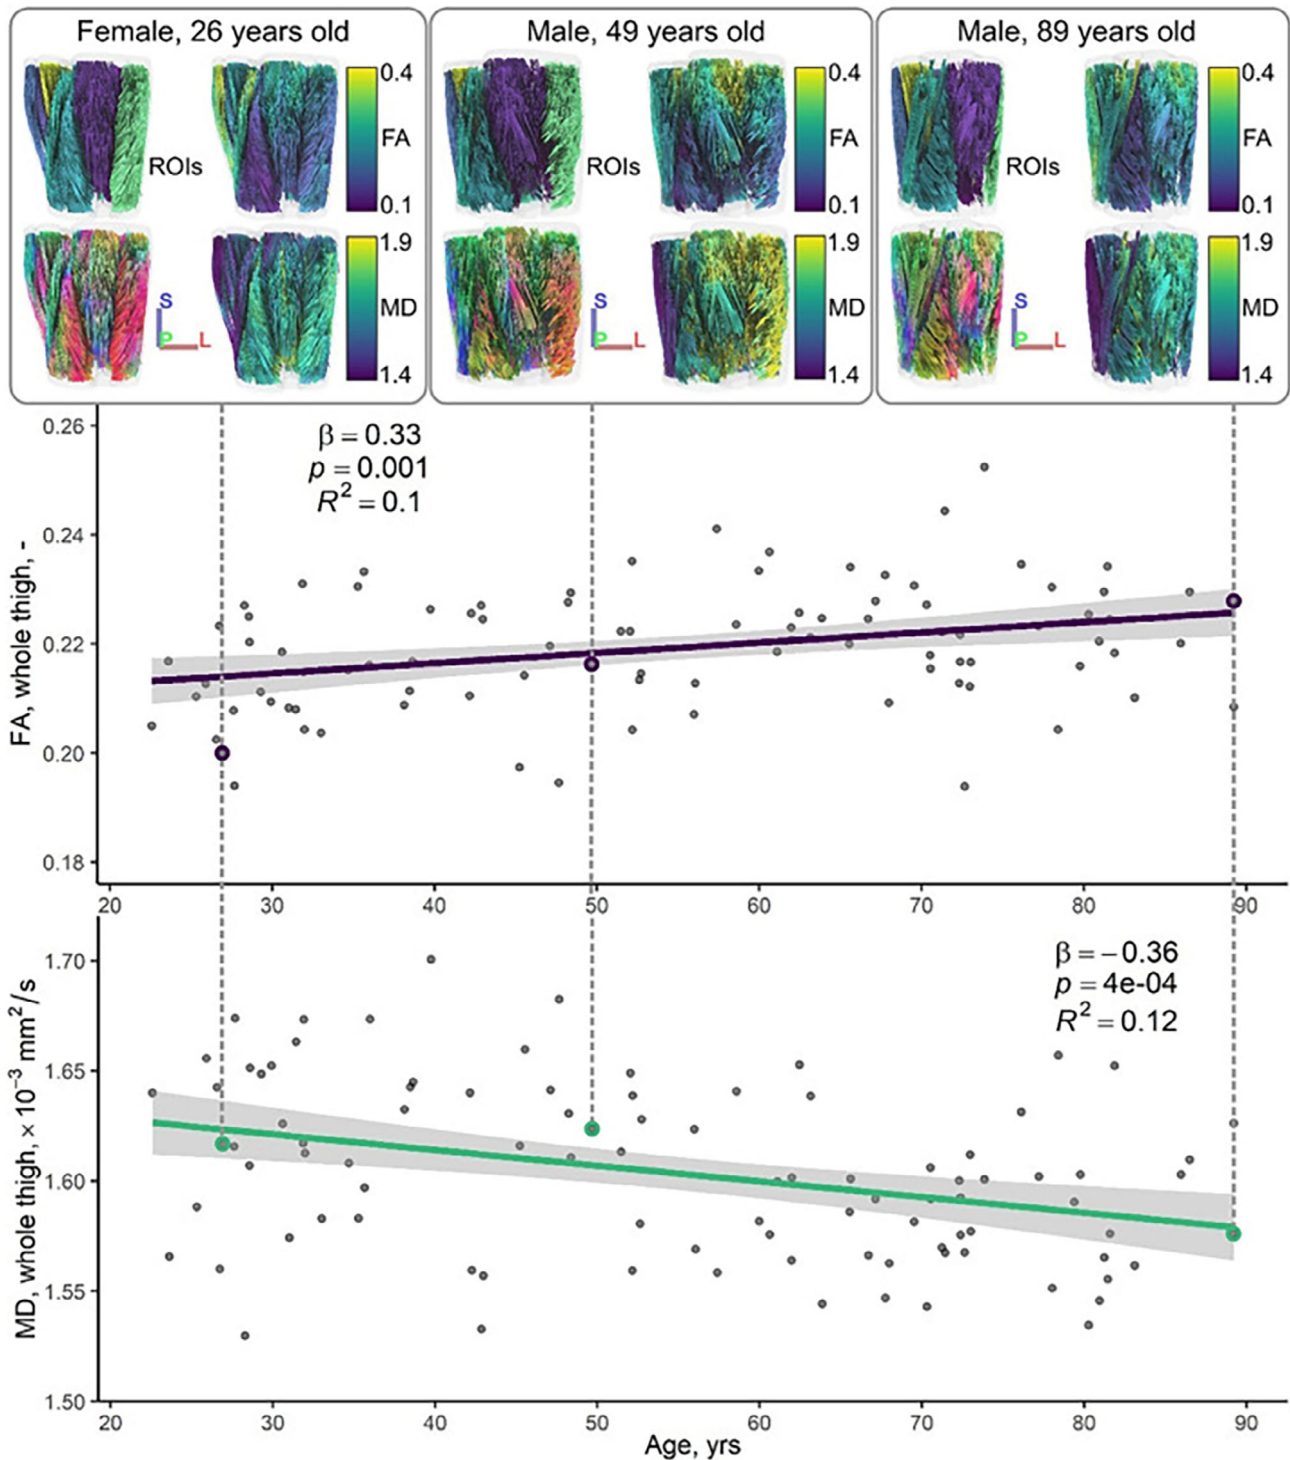 Female, 26 years old
Male, 49 years old
Male, 89 years old
0.4
FA
0.1
ROIs
1.9
MD
1.4
S
P
L
0.4
FA
0.1
ROIs
1.9
MD
1.4
S
P
L
0.4
FA
0.1
ROIs
1.9
MD
1.4
S
P
L
β = 0.33
p = 0.001
R² = 0.1
FA, whole thigh, -
0.26
0.24
0.22
0.20
0.18
20 30 40 50 60 70 80 90
β = −0.36
p = 4e-04
R² = 0.12
MD, whole thigh, × 10⁻³ mm²/s
1.70
1.65
1.60
1.55
1.50
20 30 40 50 60 70 80 90
Age, yrs